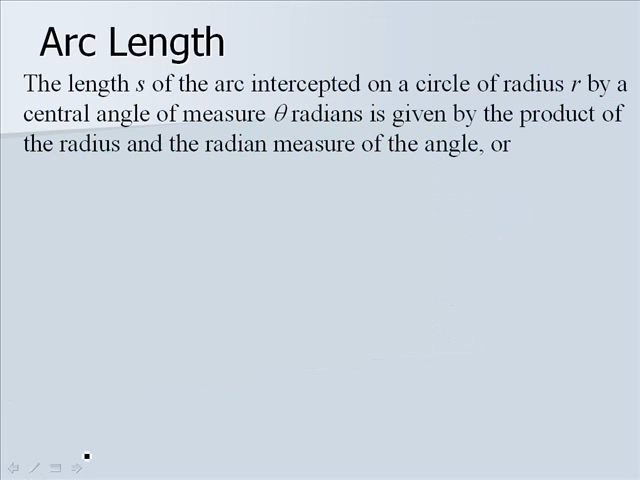 Arc Length
The length s of the arc intercepted on a circle of radius r by a
central angle of measure θ radians is given by the product of
the radius and the radian measure of the angle, or